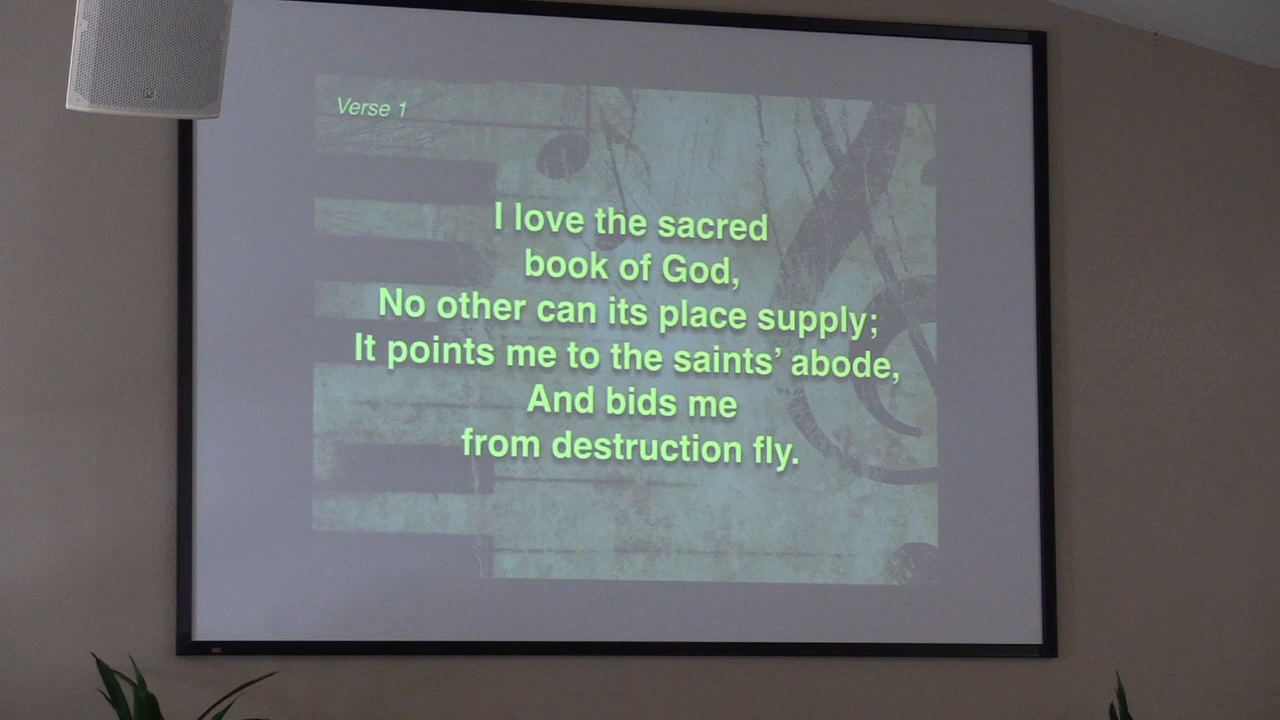 Verse 1
I love the sacred
book of God,
No other can its place supply;
It points me to the saints’ abode,
And bids me
from destruction fly.